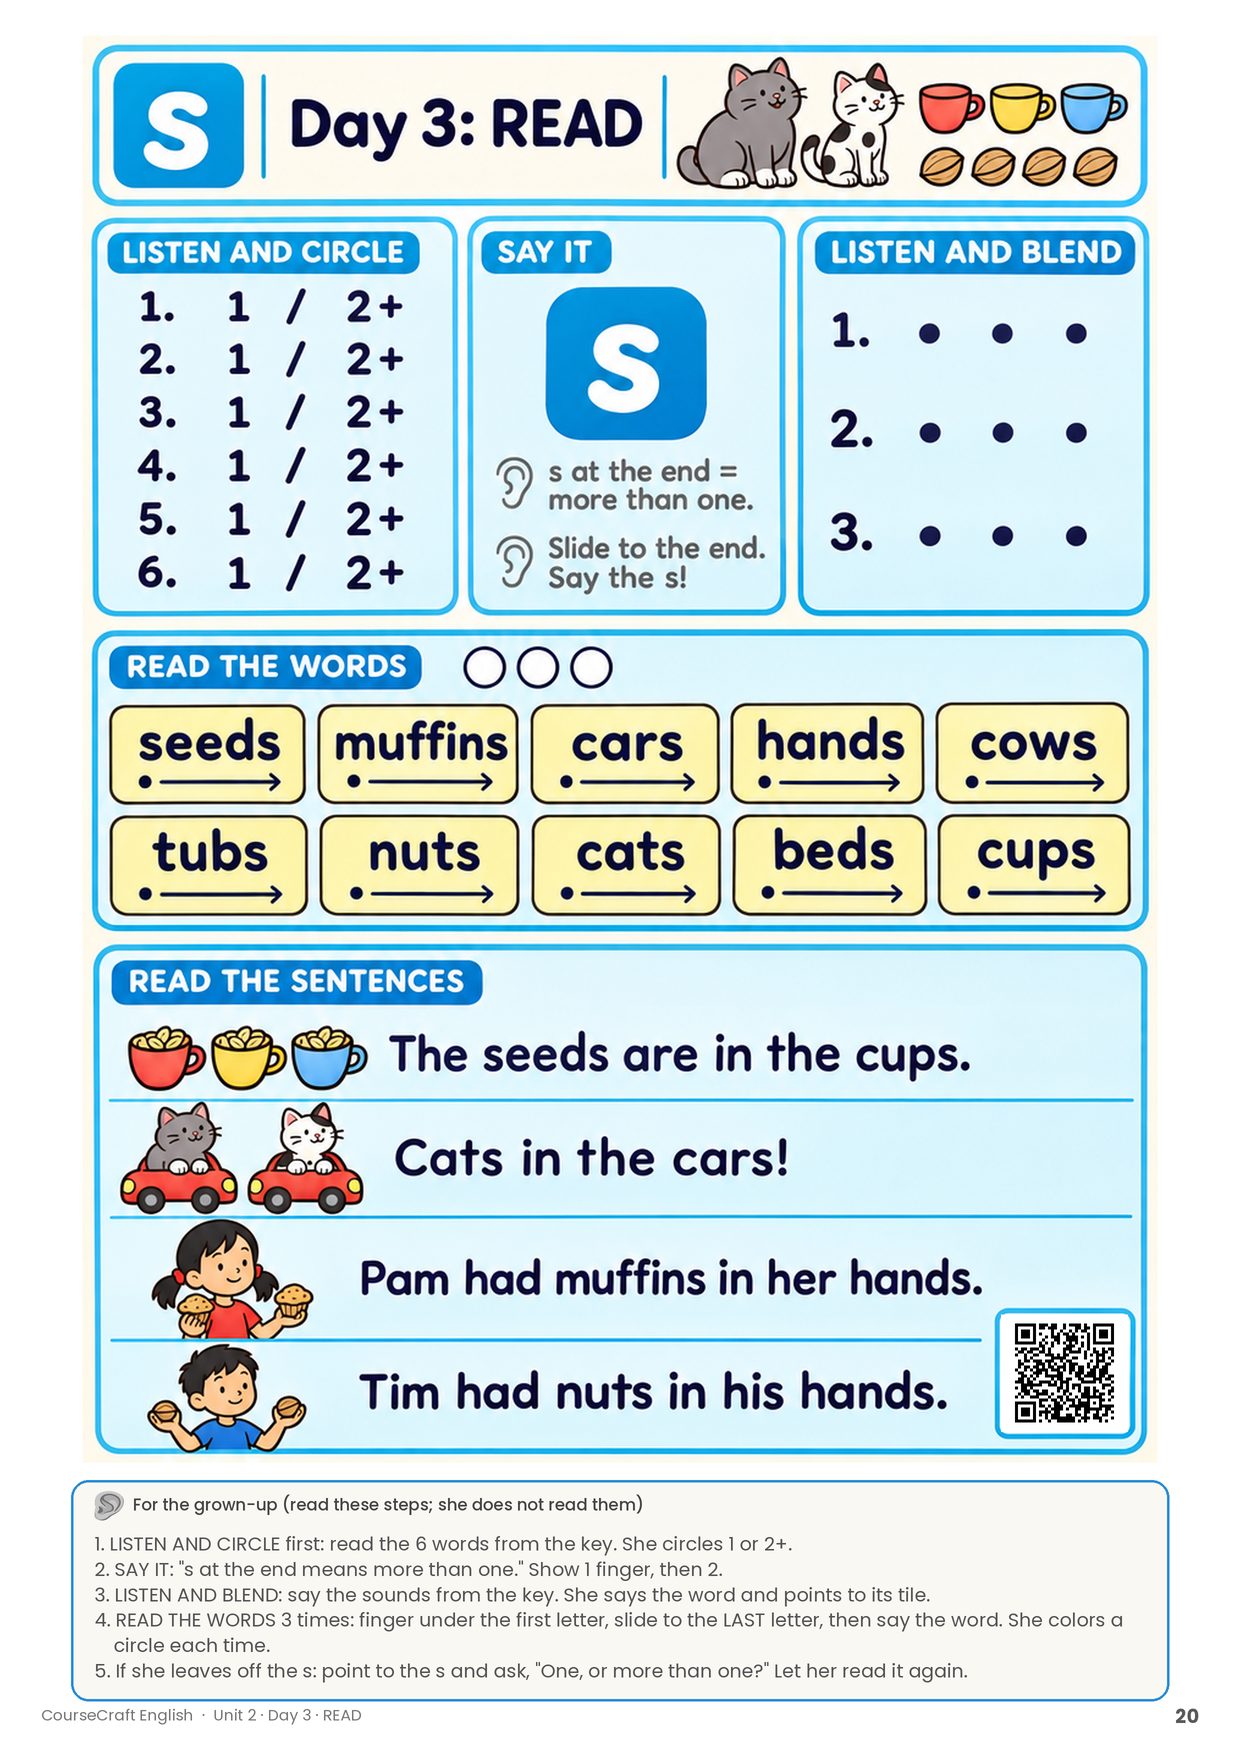 s
Day 3: READ
LISTEN AND CIRCLE
1. 1 / 2+
2. 1 / 2+
3. 1 / 2+
4. 1 / 2+
5. 1 / 2+
6. 1 / 2+
SAY IT
s
s at the end =
more than one.
Slide to the end.
Say the s!
LISTEN AND BLEND
1. • • •
2. • • •
3. • • •
READ THE WORDS
seeds muffins cars hands cows
tubs nuts cats beds cups
READ THE SENTENCES
The seeds are in the cups.
Cats in the cars!
Pam had muffins in her hands.
Tim had nuts in his hands.
For the grown-up (read these steps; she does not read them)
1. LISTEN AND CIRCLE first: read the 6 words from the key. She circles 1 or 2+.
2. SAY IT: "s at the end means more than one." Show 1 finger, then 2.
3. LISTEN AND BLEND: say the sounds from the key. She says the word and points to its tile.
4. READ THE WORDS 3 times: finger under the first letter, slide to the LAST letter, then say the word. She colors a
circle each time.
5. If she leaves off the s: point to the s and ask, "One, or more than one?" Let her read it again.
CourseCraft English · Unit 2 · Day 3 · READ
20